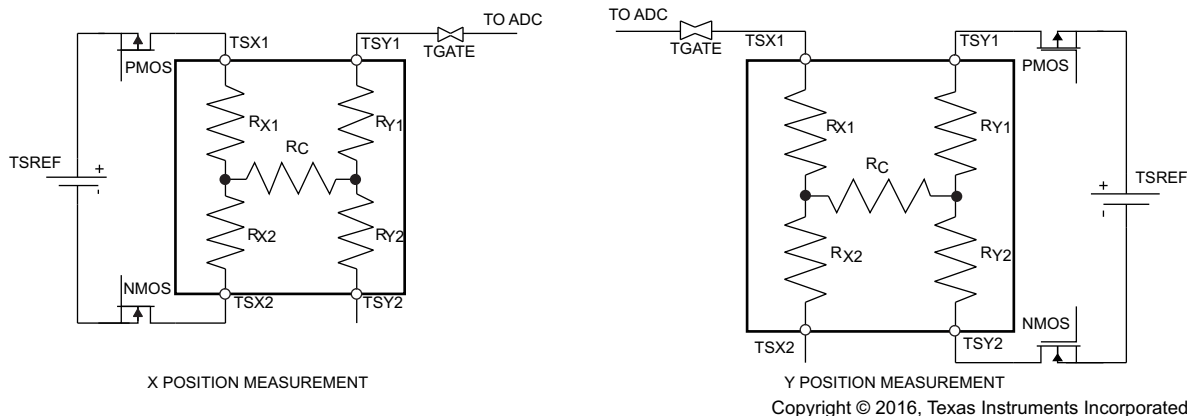 TO ADC
TSX1
TSY1
TGATE
PMOS
RX1
RY1
RC
TSREF
+
-
RX2
RY2
NMOS
TSX2
TSY2
X POSITION MEASUREMENT
TO ADC
TSX1
TSY1
TGATE
PMOS
RX1
RY1
RC
TSREF
+
-
RX2
RY2
NMOS
TSX2
TSY2
Y POSITION MEASUREMENT
Copyright © 2016, Texas Instruments Incorporated